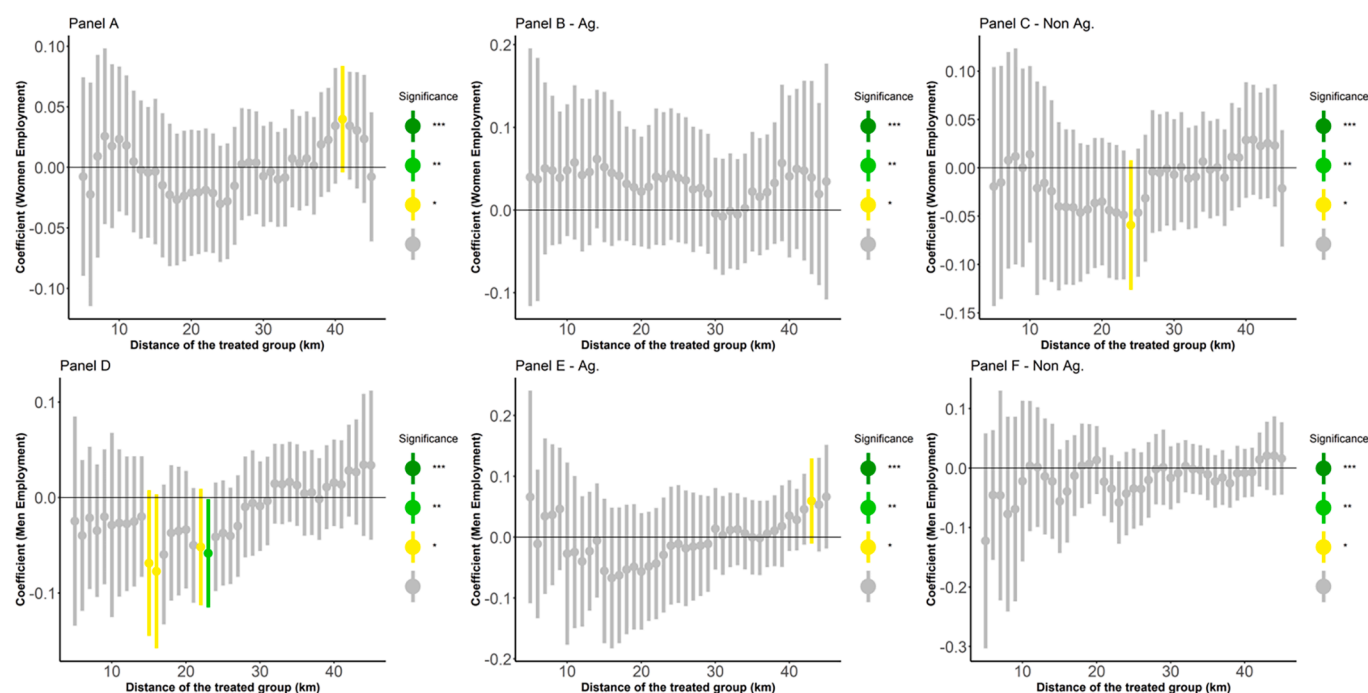 Panel A
0.10
0.05
0.00
-0.05
-0.10
Coefficient (Women Employment)
10 20 30 40
Distance of the treated group (km)
Significance
***
**
*
Panel B - Ag.
0.2
0.1
0.0
-0.1
Coefficient (Women Employment)
10 20 30 40
Distance of the treated group (km)
Significance
***
**
*
Panel C - Non Ag.
0.10
0.05
0.00
-0.05
-0.10
-0.15
Coefficient (Women Employment)
10 20 30 40
Distance of the treated group (km)
Significance
***
**
*
Panel D
0.1
0.0
-0.1
Coefficient (Men Employment)
10 20 30 40
Distance of the treated group (km)
Significance
***
**
*
Panel E - Ag.
0.2
0.1
0.0
-0.1
-0.2
Coefficient (Men Employment)
10 20 30 40
Distance of the treated group (km)
Significance
***
**
*
Panel F - Non Ag.
0.1
0.0
-0.1
-0.2
-0.3
Coefficient (Men Employment)
10 20 30 40
Distance of the treated group (km)
Significance
***
**
*